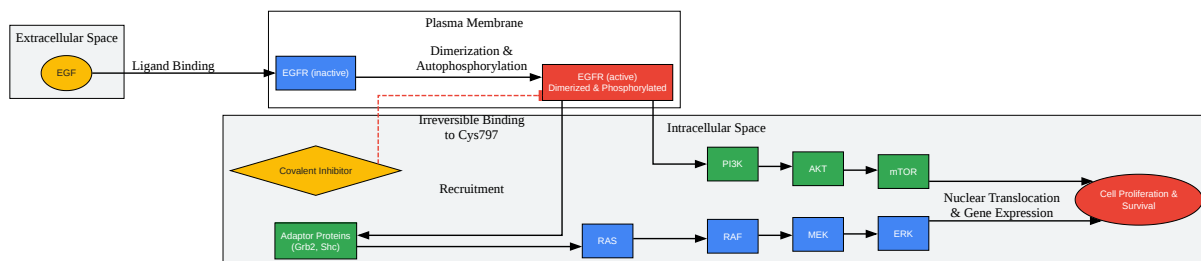 Plasma Membrane
Extracellular Space
EGF
Ligand Binding
EGFR (inactive)
Dimerization &
Autophosphorylation
EGFR (active)
Dimerized & Phosphorylated
Irreversible Binding
to Cys797
Intracellular Space
Covalent Inhibitor
PI3K
AKT
mTOR
Recruitment
Cell Proliferation &
Survival
Nuclear Translocation
& Gene Expression
Adaptor Proteins
(Grb2, Shc)
RAS
RAF
MEK
ERK